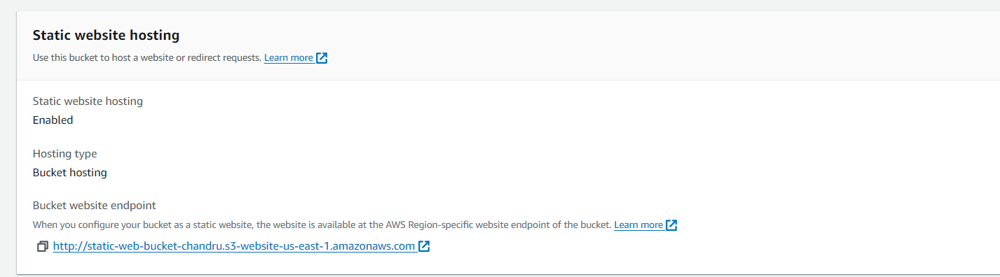 Static website hosting
Use this bucket to host a website or redirect requests. Learn more
Static website hosting
Enabled
Hosting type
Bucket hosting
Bucket website endpoint
When you configure your bucket as a static website, the website is available at the AWS Region-specific website endpoint of the bucket. Learn more
http://static-web-bucket-chandru.s3-website-us-east-1.amazonaws.com